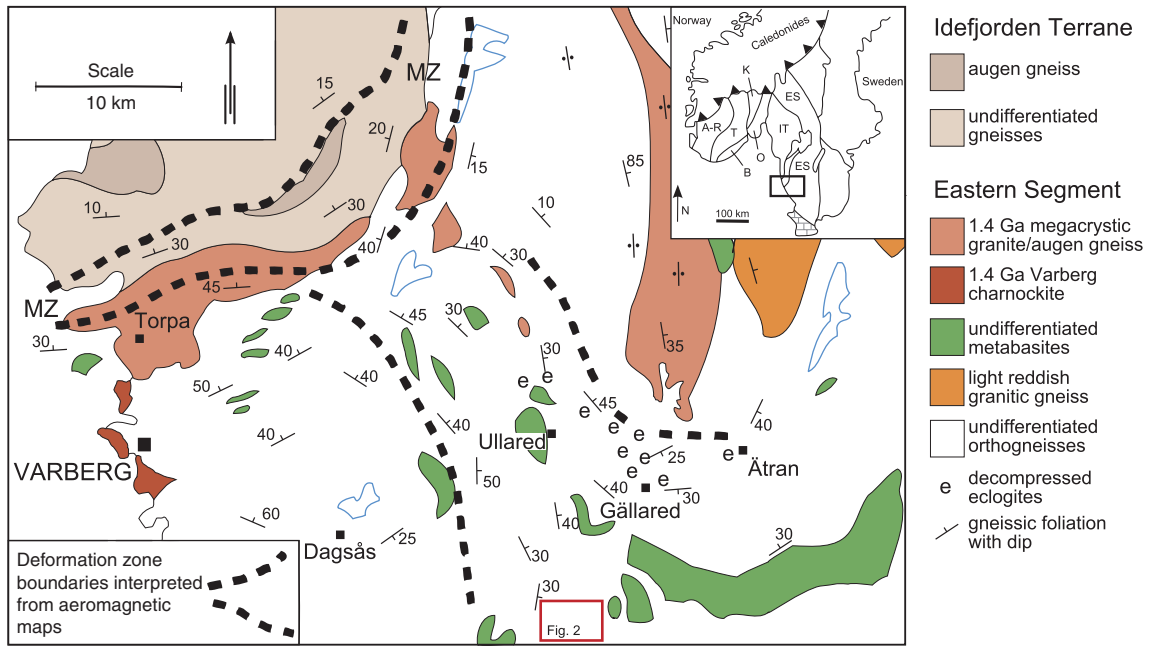 Scale
10 km
MZ
15
20
15
10
30
30
40
45
MZ
Torpa
30
40
50
40
VARBERG
60
Dagsås
25
Deformation zone
boundaries interpreted
from aeromagnetic
maps
40
30
10
85
45
30
40
30
e
e
40
Ullared
50
e
45
e
e
e
e
25
e
e
30
40
Gällared
40
e
Ätran
35
40
30
30
30
Fig. 2
Norway
Caledonides
Sweden
K
ES
A-R
T
IT
O
ES
B
N
100 km
Idefjorden Terrane
augen gneiss
undifferentiated
gneisses
Eastern Segment
1.4 Ga megacrystic
granite/augen gneiss
1.4 Ga Varberg
charnockite
undifferentiated
metabasites
light reddish
granitic gneiss
undifferentiated
orthogneisses
e
decompressed
eclogites
gneissic foliation
with dip